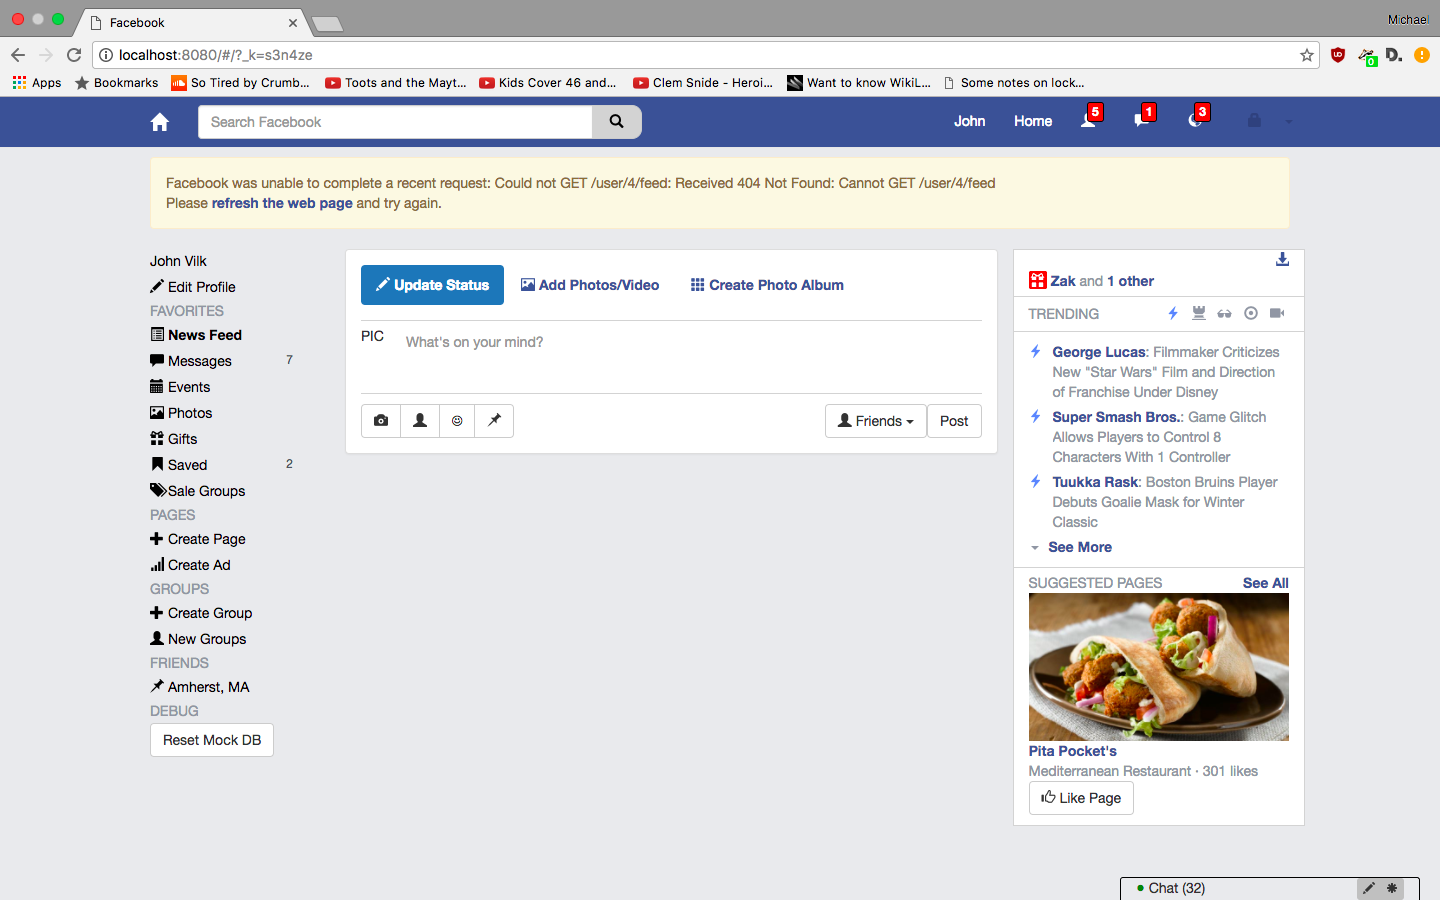 Facebook
Michael
localhost:8080/#/?_k=s3n4ze
Apps
Bookmarks
So Tired by Crumb...
Toots and the Mayt...
Kids Cover 46 and...
Clem Snide - Heroi...
Want to know WikiL...
Some notes on lock...
0
D.
Search Facebook
John
Home
5
1
3
Facebook was unable to complete a recent request: Could not GET /user/4/feed: Received 404 Not Found: Cannot GET /user/4/feed
Please refresh the web page and try again.
John Vilk
Edit Profile
FAVORITES
News Feed
Messages 7
Events
Photos
Gifts
Saved 2
Sale Groups
PAGES
Create Page
Create Ad
GROUPS
Create Group
New Groups
FRIENDS
Amherst, MA
DEBUG
Reset Mock DB
Update Status
Add Photos/Video
Create Photo Album
PIC
What's on your mind?
Friends
Post
Zak and 1 other
TRENDING
George Lucas: Filmmaker Criticizes
New "Star Wars" Film and Direction
of Franchise Under Disney
Super Smash Bros.: Game Glitch
Allows Players to Control 8
Characters With 1 Controller
Tuukka Rask: Boston Bruins Player
Debuts Goalie Mask for Winter
Classic
See More
SUGGESTED PAGES
See All
Pita Pocket's
Mediterranean Restaurant · 301 likes
Like Page
Chat (32)